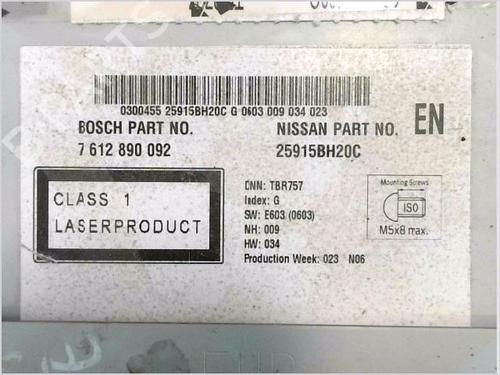 0300455 25915BH20C G 0603 009 034 023
BOSCH PART NO.
7 612 890 092
NISSAN PART NO.
25915BH20C
EN
CLASS 1
LASERPRODUCT
CNN: TBR757
Index: G
SW: E603 (0603)
NH: 009
HW: 034
Production Week: 023 N06
Mounting Screws
ISO
M5x8 max.